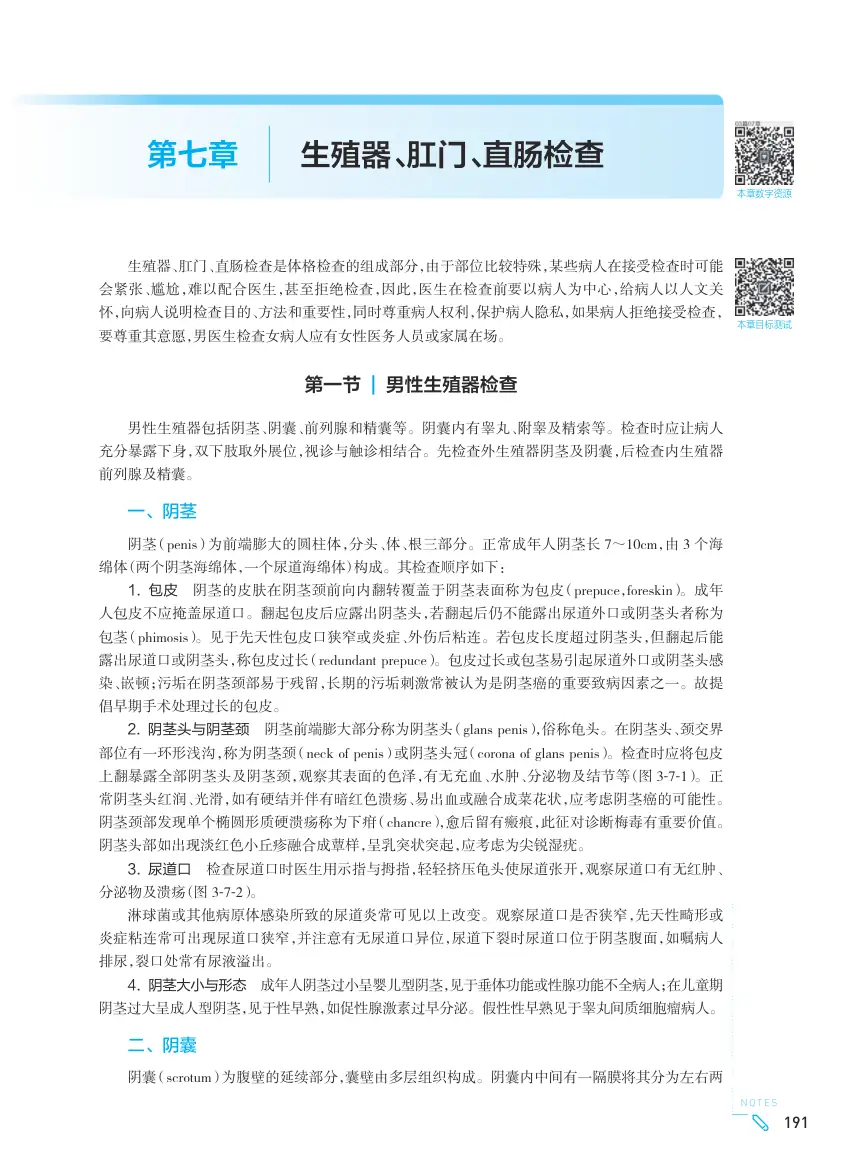 第七章 生殖器、肛门、直肠检查
03篇07章
本章数字资源
生殖器、肛门、直肠检查是体格检查的组成部分,由于部位比较特殊,某些病人在接受检查时可能
会紧张、尴尬,难以配合医生,甚至拒绝检查,因此,医生在检查前要以病人为中心,给病人以人文关
怀,向病人说明检查目的、方法和重要性,同时尊重病人权利,保护病人隐私,如果病人拒绝接受检查,
要尊重其意愿,男医生检查女病人应有女性医务人员或家属在场。
本章目标测试
第一节 | 男性生殖器检查
男性生殖器包括阴茎、阴囊、前列腺和精囊等。阴囊内有睾丸、附睾及精索等。检查时应让病人
充分暴露下身,双下肢取外展位,视诊与触诊相结合。先检查外生殖器阴茎及阴囊,后检查内生殖器
前列腺及精囊。
一、阴茎
阴茎(penis)为前端膨大的圆柱体,分头、体、根三部分。正常成年人阴茎长 7~10cm,由 3 个海
绵体(两个阴茎海绵体,一个尿道海绵体)构成。其检查顺序如下:
1. 包皮 阴茎的皮肤在阴茎颈前向内翻转覆盖于阴茎表面称为包皮(prepuce,foreskin)。成年
人包皮不应掩盖尿道口。翻起包皮后应露出阴茎头,若翻起后仍不能露出尿道外口或阴茎头者称为
包茎(phimosis)。见于先天性包皮口狭窄或炎症、外伤后粘连。若包皮长度超过阴茎头,但翻起后能
露出尿道口或阴茎头,称包皮过长(redundant prepuce)。包皮过长或包茎易引起尿道外口或阴茎头感
染、嵌顿;污垢在阴茎颈部易于残留,长期的污垢刺激常被认为是阴茎癌的重要致病因素之一。故提
倡早期手术处理过长的包皮。
2. 阴茎头与阴茎颈 阴茎前端膨大部分称为阴茎头(glans penis),俗称龟头。在阴茎头、颈交界
部位有一环形浅沟,称为阴茎颈(neck of penis)或阴茎头冠(corona of glans penis)。检查时应将包皮
上翻暴露全部阴茎头及阴茎颈,观察其表面的色泽,有无充血、水肿、分泌物及结节等(图 3-7-1)。正
常阴茎头红润、光滑,如有硬结并伴有暗红色溃疡、易出血或融合成菜花状,应考虑阴茎癌的可能性。
阴茎颈部发现单个椭圆形质硬溃疡称为下疳(chancre),愈后留有瘢痕,此征对诊断梅毒有重要价值。
阴茎头部如出现淡红色小丘疹融合成蕈样,呈乳突状突起,应考虑为尖锐湿疣。
3. 尿道口 检查尿道口时医生用示指与拇指,轻轻挤压龟头使尿道张开,观察尿道口有无红肿、
分泌物及溃疡(图 3-7-2)。
淋球菌或其他病原体感染所致的尿道炎常可见以上改变。观察尿道口是否狭窄,先天性畸形或
炎症粘连常可出现尿道口狭窄,并注意有无尿道口异位,尿道下裂时尿道口位于阴茎腹面,如嘱病人
排尿,裂口处常有尿液溢出。
4. 阴茎大小与形态 成年人阴茎过小呈婴儿型阴茎,见于垂体功能或性腺功能不全病人;在儿童期
阴茎过大呈成人型阴茎,见于性早熟,如促性腺激素过早分泌。假性性早熟见于睾丸间质细胞瘤病人。
二、阴囊
阴囊(scrotum)为腹壁的延续部分,囊壁由多层组织构成。阴囊内中间有一隔膜将其分为左右两
NOTES
191